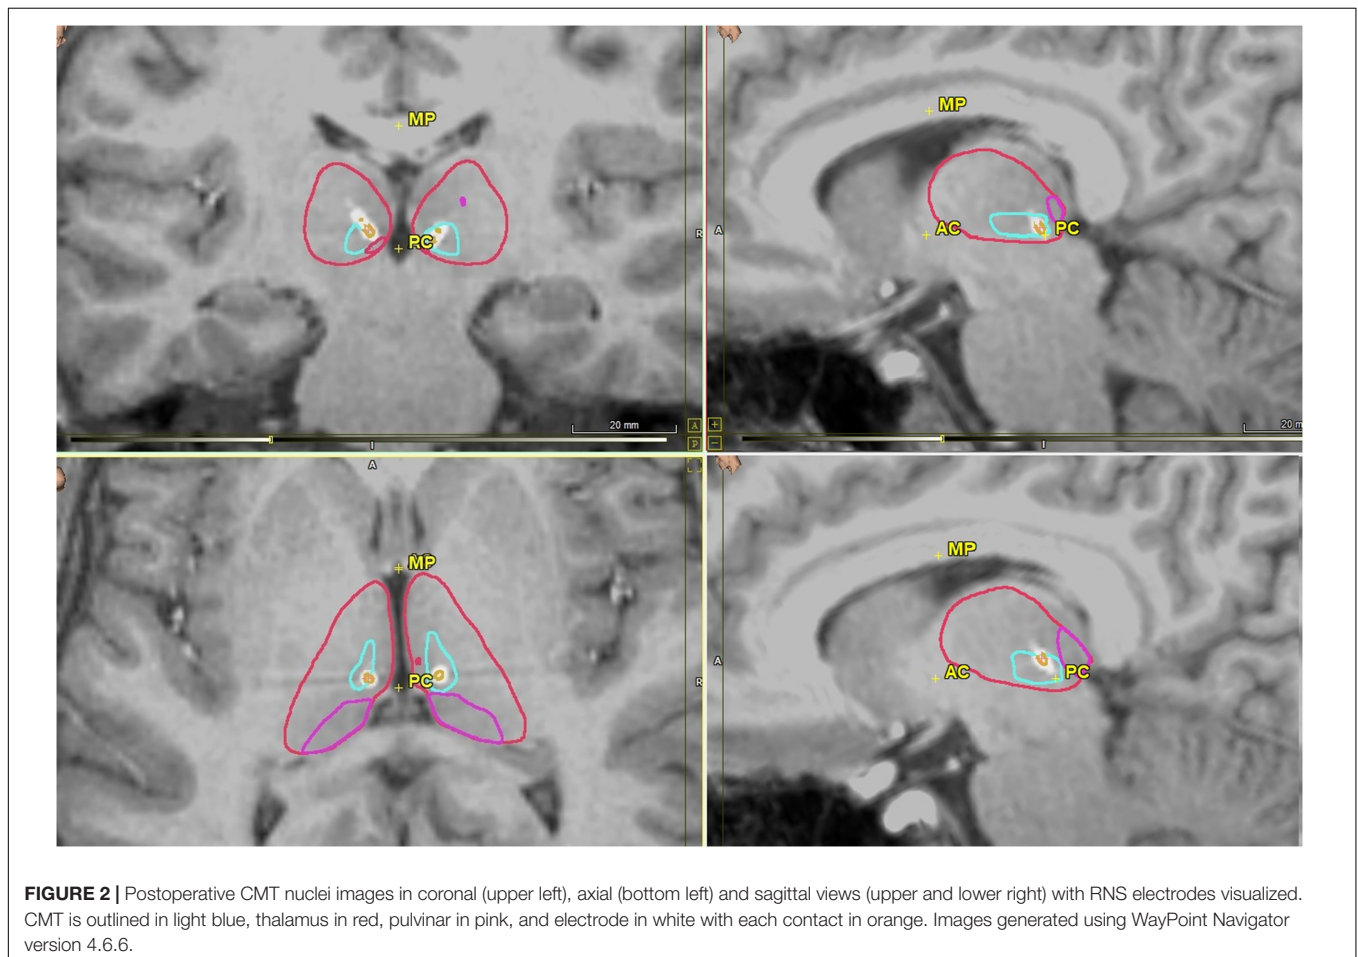 MP
PC
R
20 mm
A
P
I
MP
A
AC
PC
+
−
20 m
I
A
MP
PC
R
MP
A
AC
PC
FIGURE 2 | Postoperative CMT nuclei images in coronal (upper left), axial (bottom left) and sagittal views (upper and lower right) with RNS electrodes visualized.
CMT is outlined in light blue, thalamus in red, pulvinar in pink, and electrode in white with each contact in orange. Images generated using WayPoint Navigator
version 4.6.6.